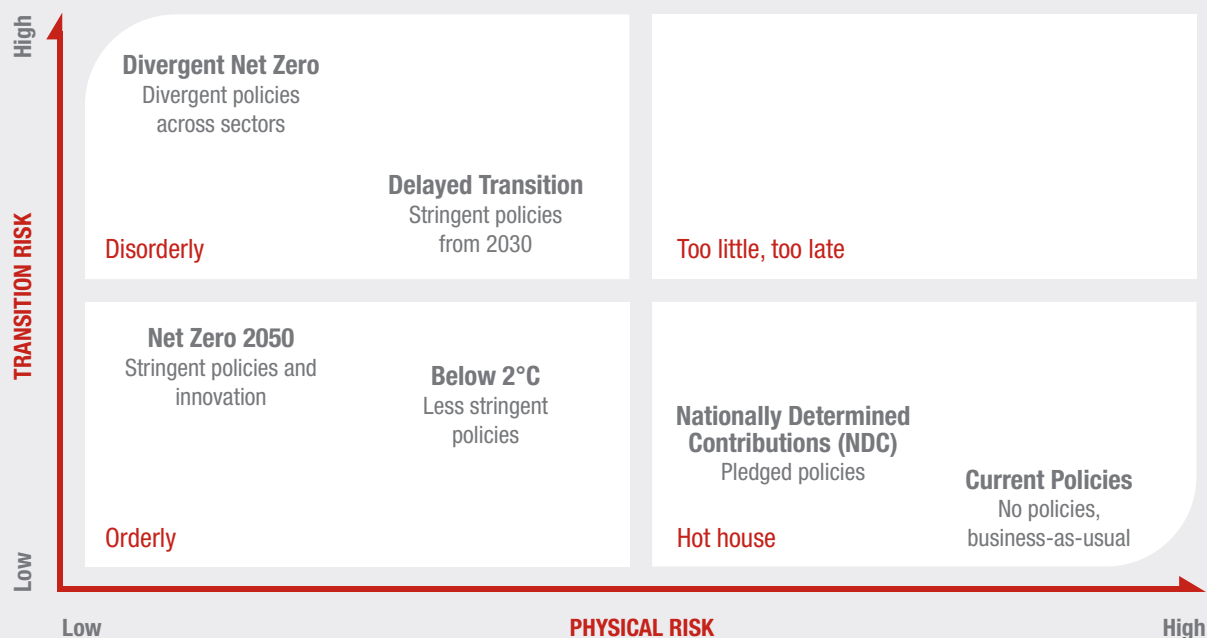 High
TRANSITION RISK
Low
Divergent Net Zero
Divergent policies
across sectors
Delayed Transition
Stringent policies
from 2030
Disorderly
Too little, too late
Net Zero 2050
Stringent policies and
innovation
Below 2°C
Less stringent
policies
Orderly
Nationally Determined
Contributions (NDC)
Pledged policies
Current Policies
No policies,
business-as-usual
Hot house
Low
PHYSICAL RISK
High